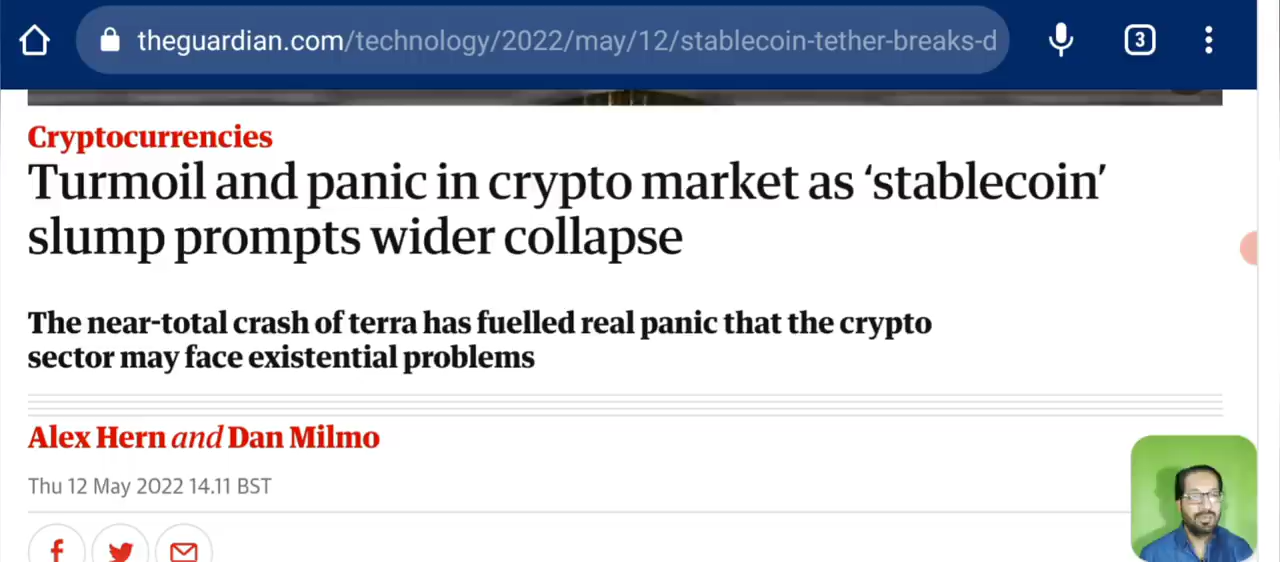 theguardian.com/technology/2022/may/12/stablecoin-tether-breaks-d
3
Cryptocurrencies
Turmoil and panic in crypto market as ‘stablecoin’
slump prompts wider collapse
The near-total crash of terra has fuelled real panic that the crypto
sector may face existential problems
Alex Hern and Dan Milmo
Thu 12 May 2022 14.11 BST